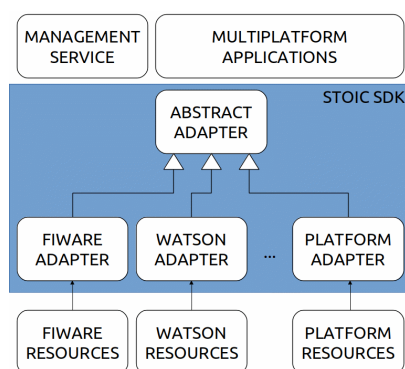 MANAGEMENT
SERVICE
MULTIPLATFORM
APPLICATIONS
STOIC SDK
ABSTRACT
ADAPTER
FIWARE
ADAPTER
WATSON
ADAPTER
...
PLATFORM
ADAPTER
FIWARE
RESOURCES
WATSON
RESOURCES
PLATFORM
RESOURCES